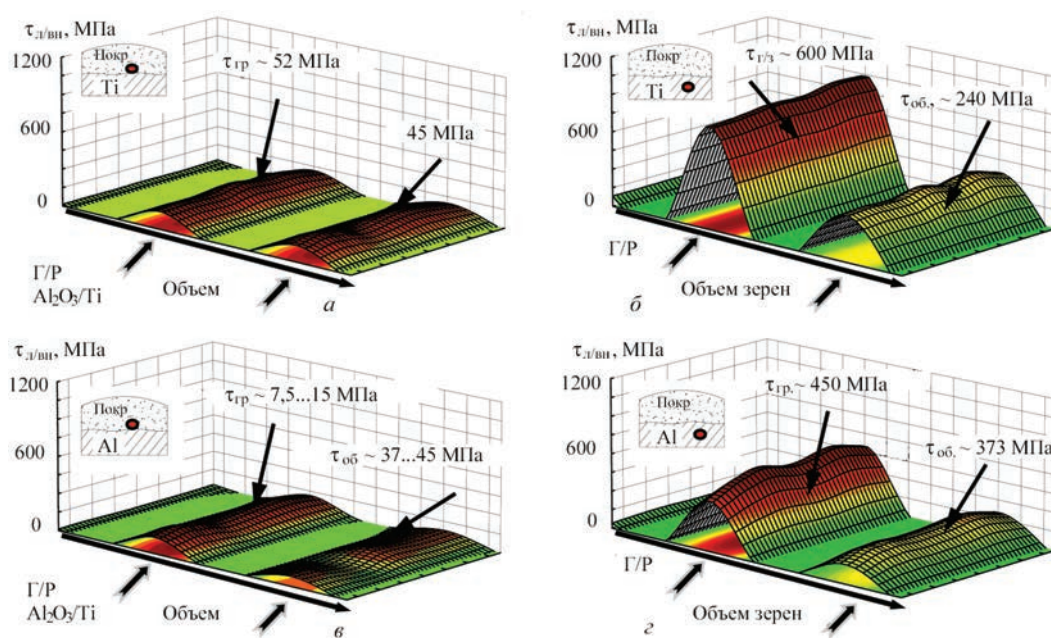 τл/вн, МПа
1200
600
0
Покр
Ti
τгр ~ 52 МПа
45 МПа
Г/Р
Al₂O₃/Ti
Объем
а
τл/вн, МПа
1200
600
0
Покр
Ti
τг/з ~ 600 МПа
τоб., ~ 240 МПа
Г/Р
Объем зерен
б
τл/вн, МПа
1200
600
0
Покр
Al
τгр ~ 7,5...15 МПа
τоб ~ 37...45 МПа
Г/Р
Al₂O₃/Ti
Объем
в
τл/вн, МПа
1200
600
0
Покр
Al
τгр. ~ 450 МПа
τоб. ~ 373 МПа
Г/Р
Объем зерен
г